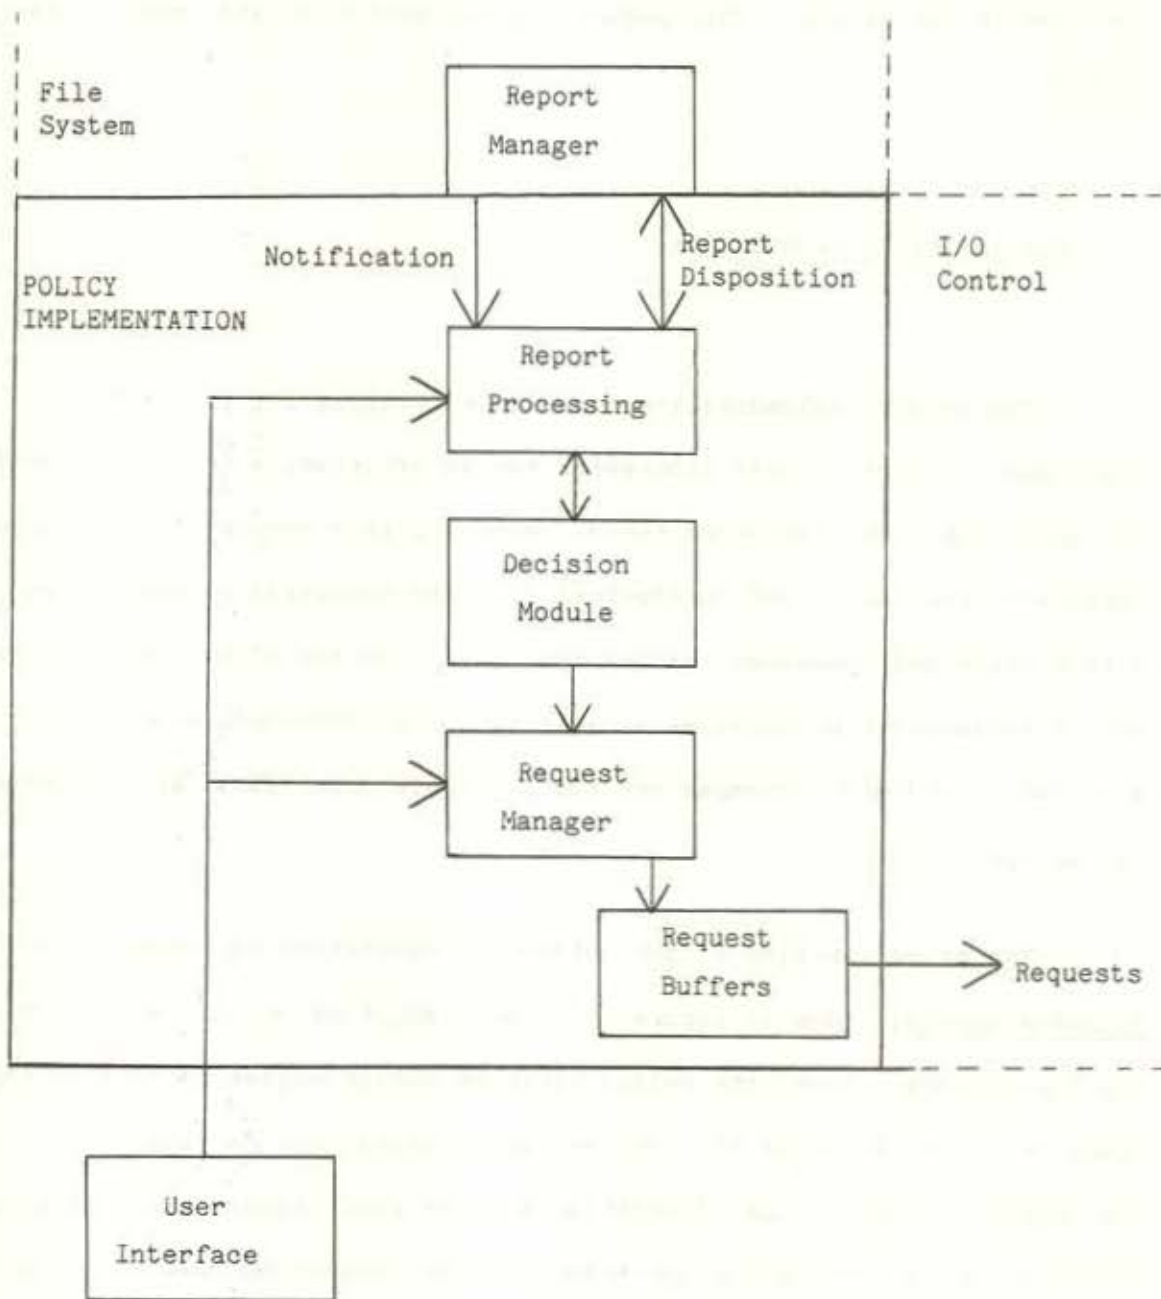 File
System
Report
Manager
Notification
Report
Disposition
I/O
Control
POLICY
IMPLEMENTATION
Report
Processing
Decision
Module
Request
Manager
Request
Buffers
Requests
User
Interface